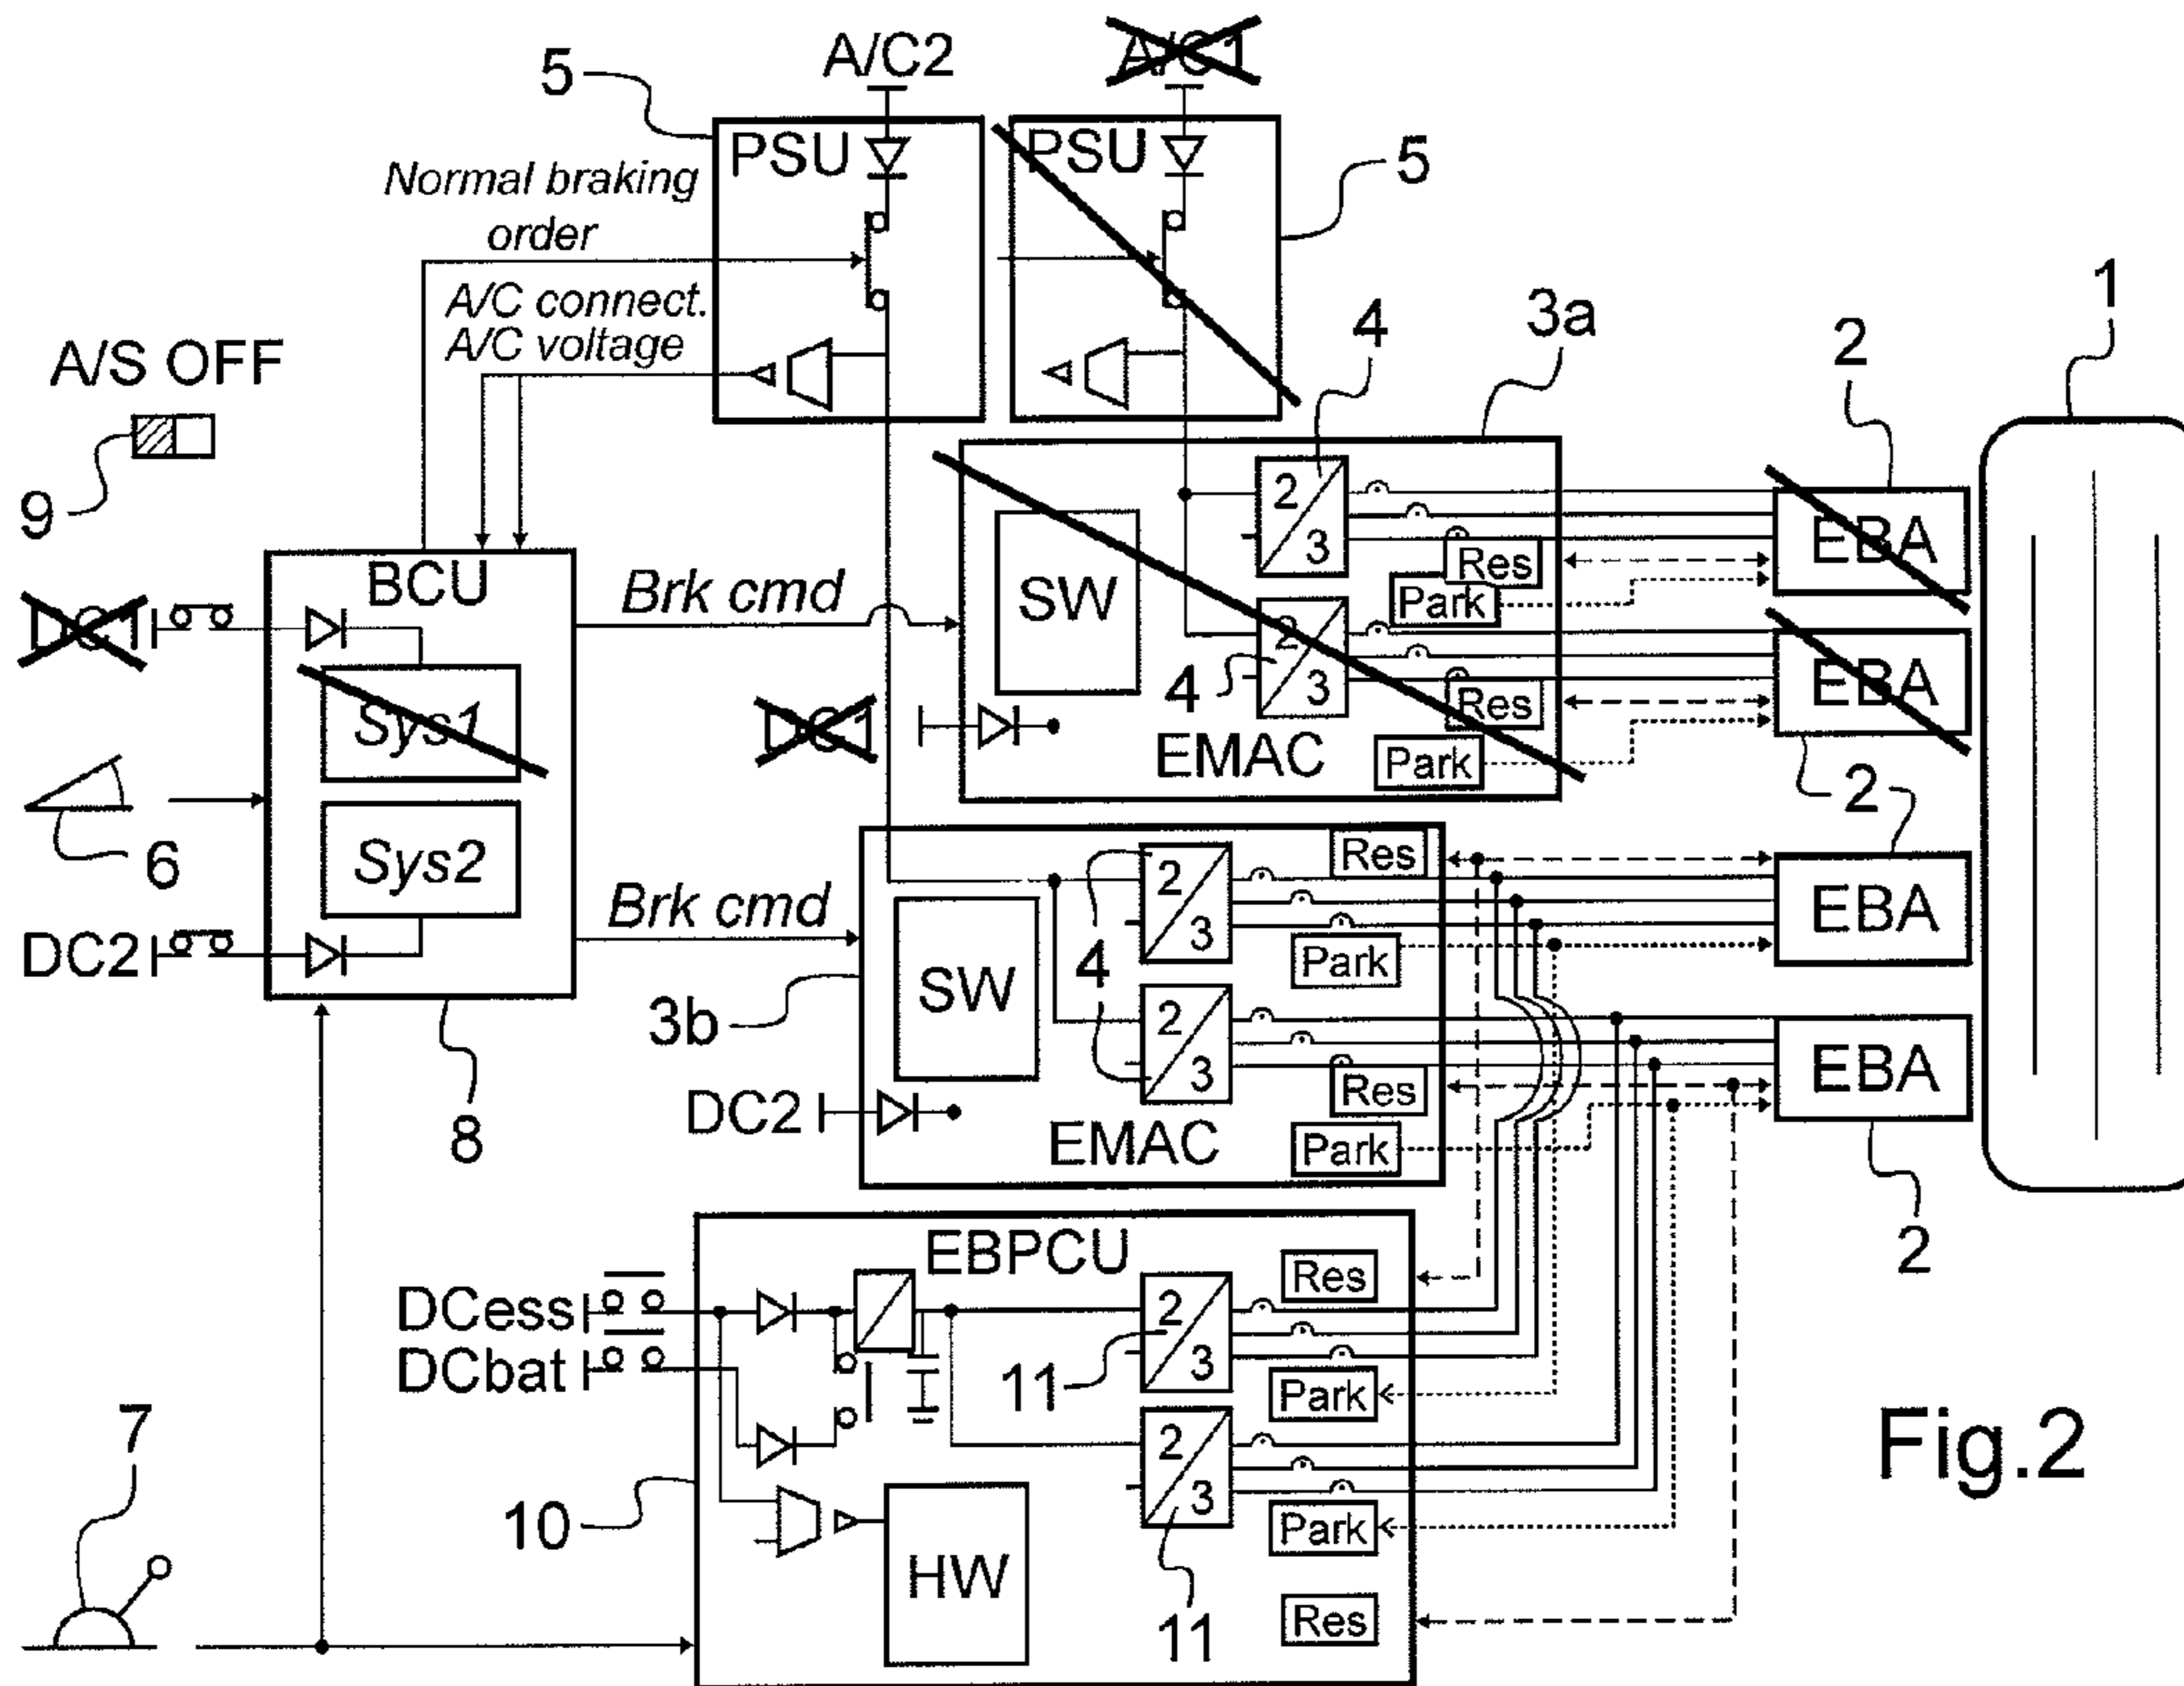 A/C2
A/C1
5
PSU
PSU
5
Normal braking
order
A/C connect.
A/C voltage
A/S OFF
9
3a
4
2
1
2
3
SW
Res
Park
EBA
BCU
Brk cmd
DC1
Sys1
DC1
4
2
3
Res
EMAC
Park
EBA
2
6
Sys2
DC2
8
Brk cmd
3b
SW
4
2
3
Res
Park
EBA
2
3
Res
DC2
EMAC
Park
EBA
2
EBPCU
DCess
DCbat
2
3
Res
11
Park
7
10
HW
2
3
Park
11
Res
Fig.2